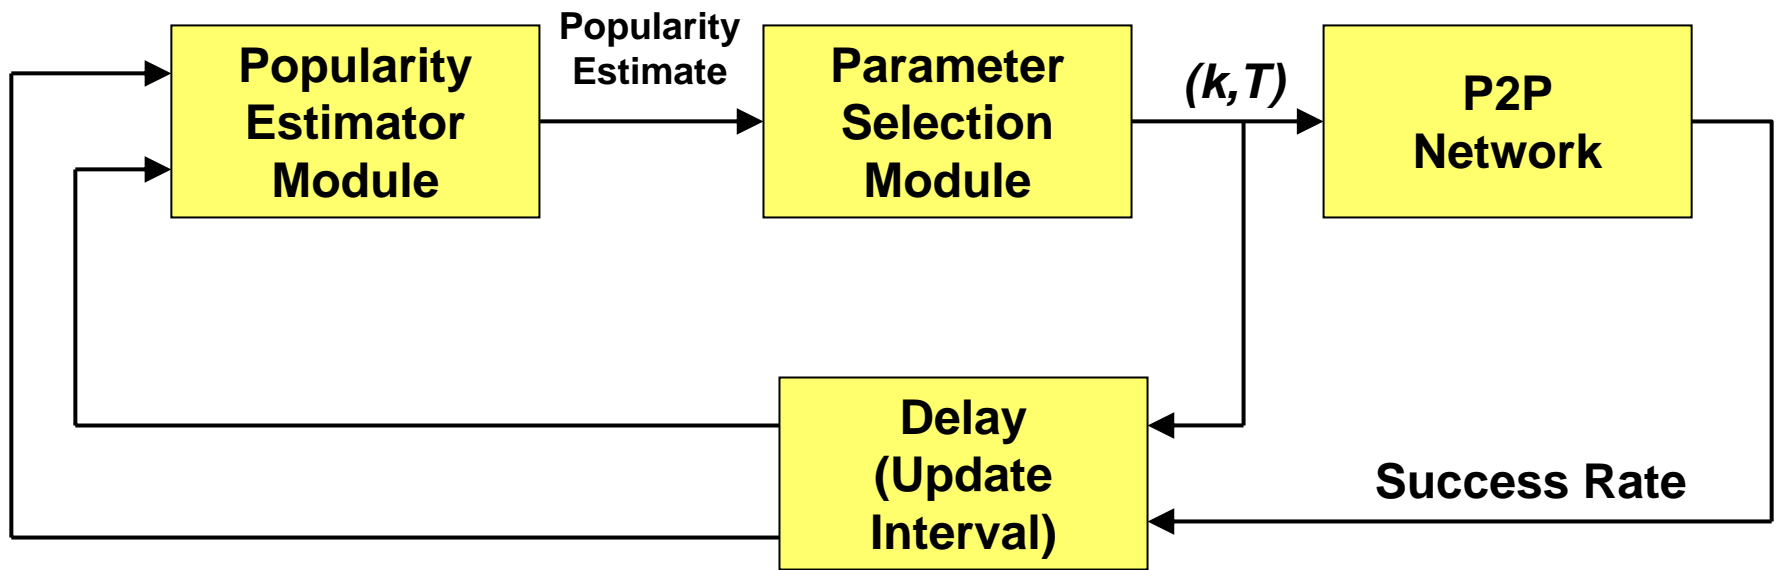 Popularity
Estimator
Module
Popularity
Estimate
Parameter
Selection
Module
(k,T)
P2P
Network
Delay
(Update
Interval)
Success Rate